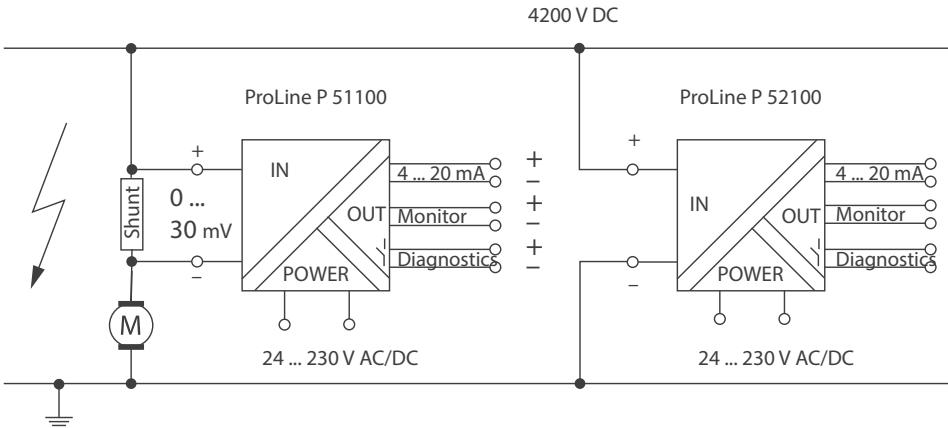 4200 V DC
ProLine P 51100
ProLine P 52100
+
IN
4 ... 20 mA
+
–
Shunt
0 ...
30 mV
OUT
Monitor
+
–
Diagnostics
+
–
–
POWER
M
24 ... 230 V AC/DC
+
IN
4 ... 20 mA
OUT
Monitor
Diagnostics
–
POWER
24 ... 230 V AC/DC